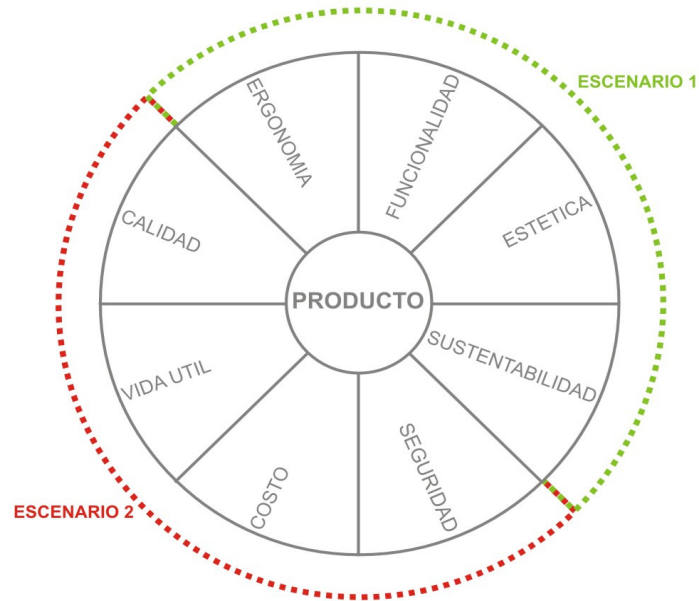 ESCENARIO 1
ERGONOMIA
FUNCIONALIDAD
ESTETICA
SUSTENTABILIDAD
SEGURIDAD
COSTO
VIDA UTIL
CALIDAD
PRODUCTO
ESCENARIO 2